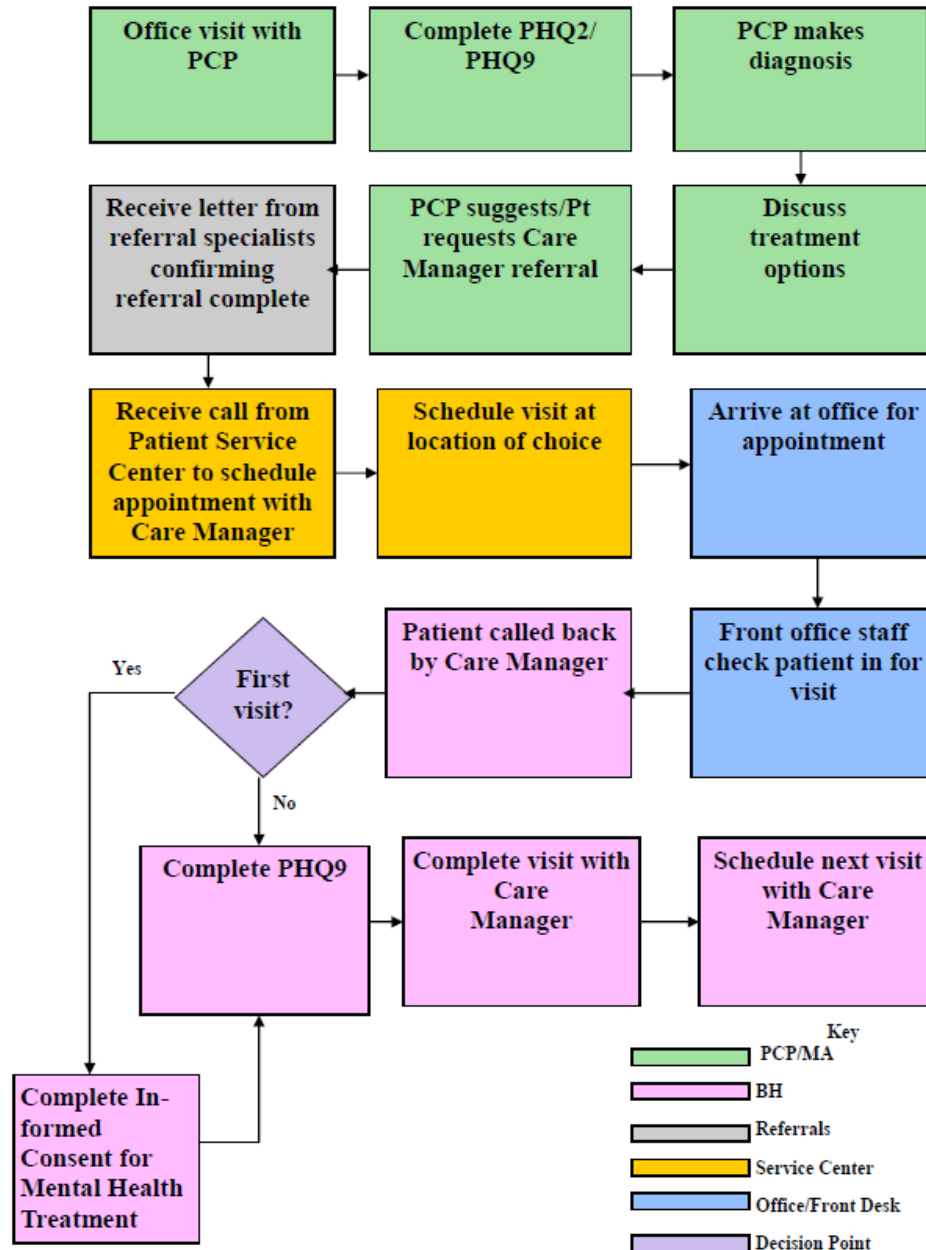 Office visit with
PCP
Complete PHQ2/
PHQ9
PCP makes
diagnosis
Receive letter from
referral specialists
confirming
referral complete
PCP suggests/Pt
requests Care
Manager referral
Discuss
treatment
options
Receive call from
Patient Service
Center to schedule
appointment with
Care Manager
Schedule visit at
location of choice
Arrive at office for
appointment
Yes
First
visit?
Patient called back
by Care Manager
Front office staff
check patient in for
visit
No
Complete PHQ9
Complete visit with
Care
Manager
Schedule next visit
with Care
Manager
Complete In-
formed
Consent for
Mental Health
Treatment
Key
PCP/MA
BH
Referrals
Service Center
Office/Front Desk
Decision Point